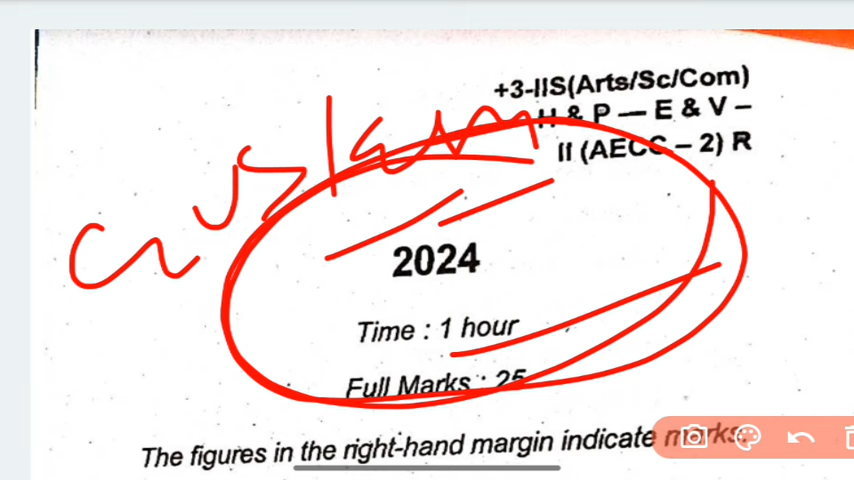 +3-IIS(Arts/Sc/Com)
H & P — E & V –
II (AECC – 2) R
2024
Time : 1 hour
Full Marks : 25
The figures in the right-hand margin indicate marks.